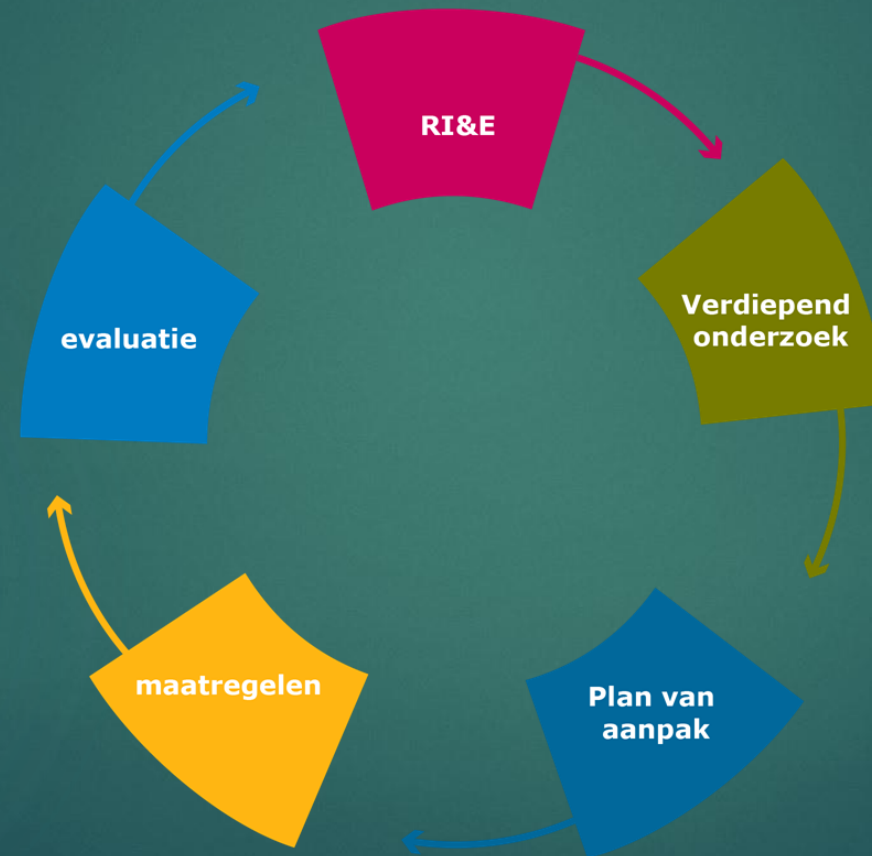 RI&E
Verdiepend
onderzoek
Plan van
aanpak
maatregelen
evaluatie